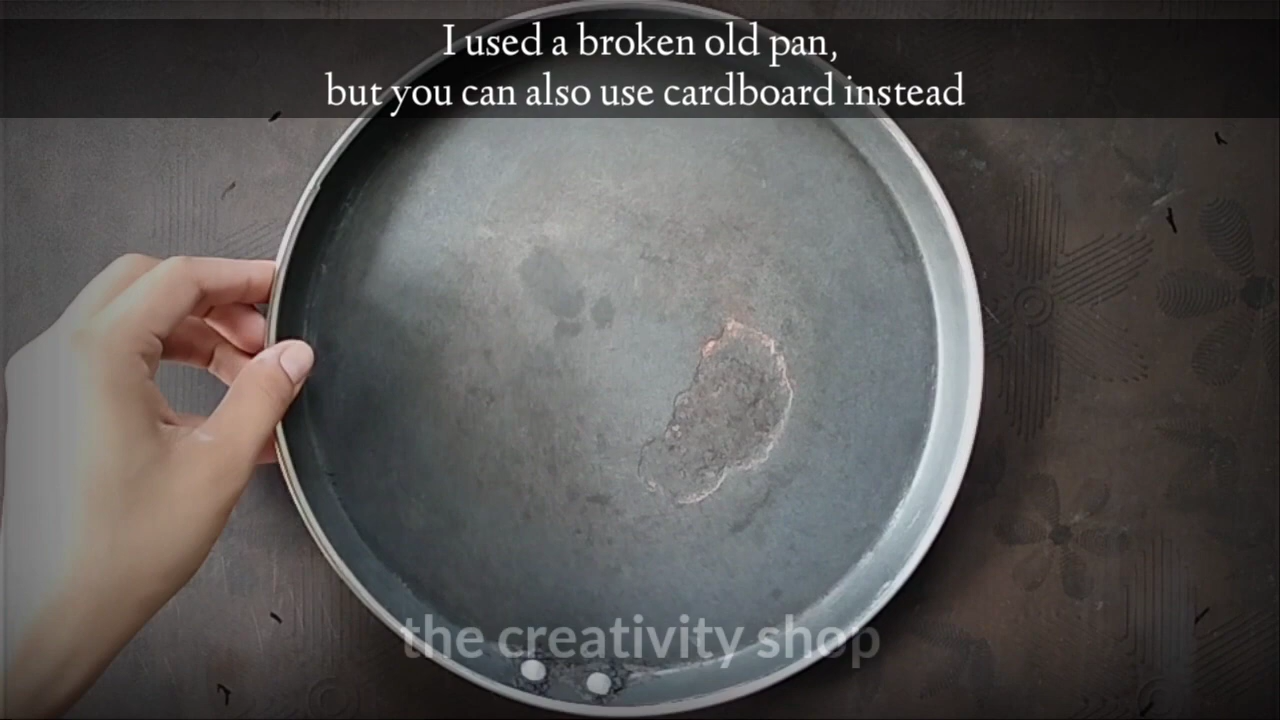 I used a broken old pan,
but you can also use cardboard instead
the creativity shop